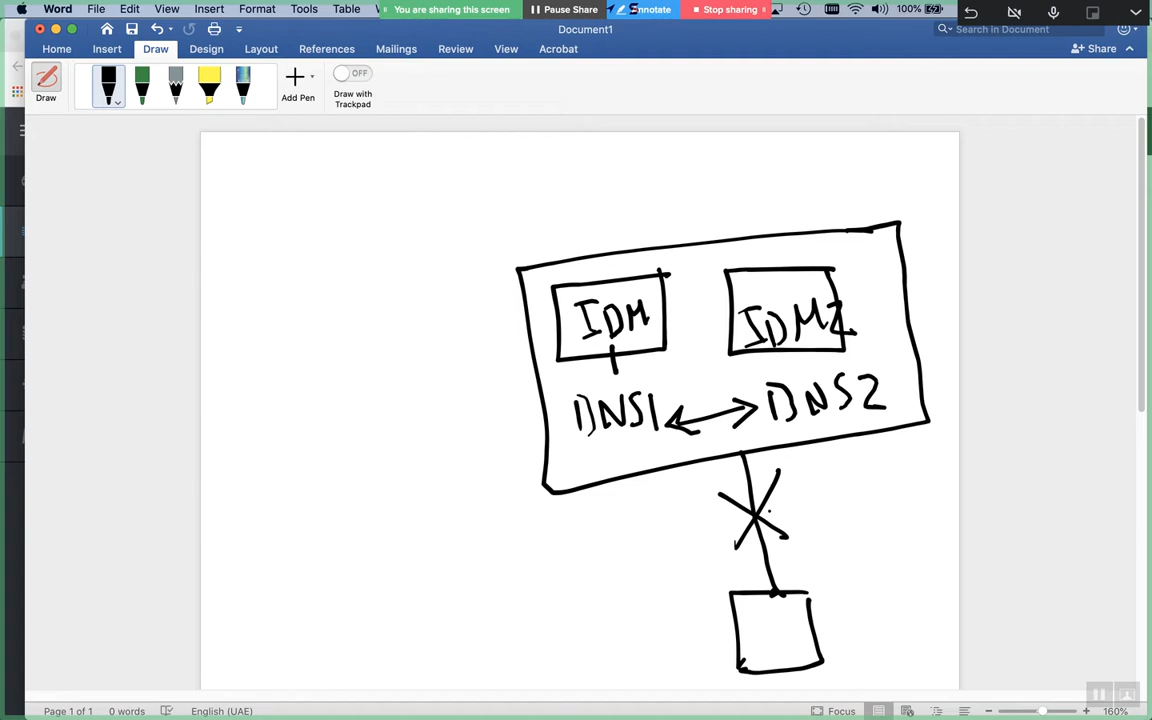 Word File Edit View Insert Format Tools Table
You are sharing this screen Pause Share Annotate Stop sharing
100%
Document1
Search in Document
Home Insert Draw Design Layout References Mailings Review View Acrobat
Share
OFF
Draw
Add Pen
Draw with
Trackpad
IDM IDM2
DNS1 DNS2
Page 1 of 1 0 words English (UAE)
Focus
160%